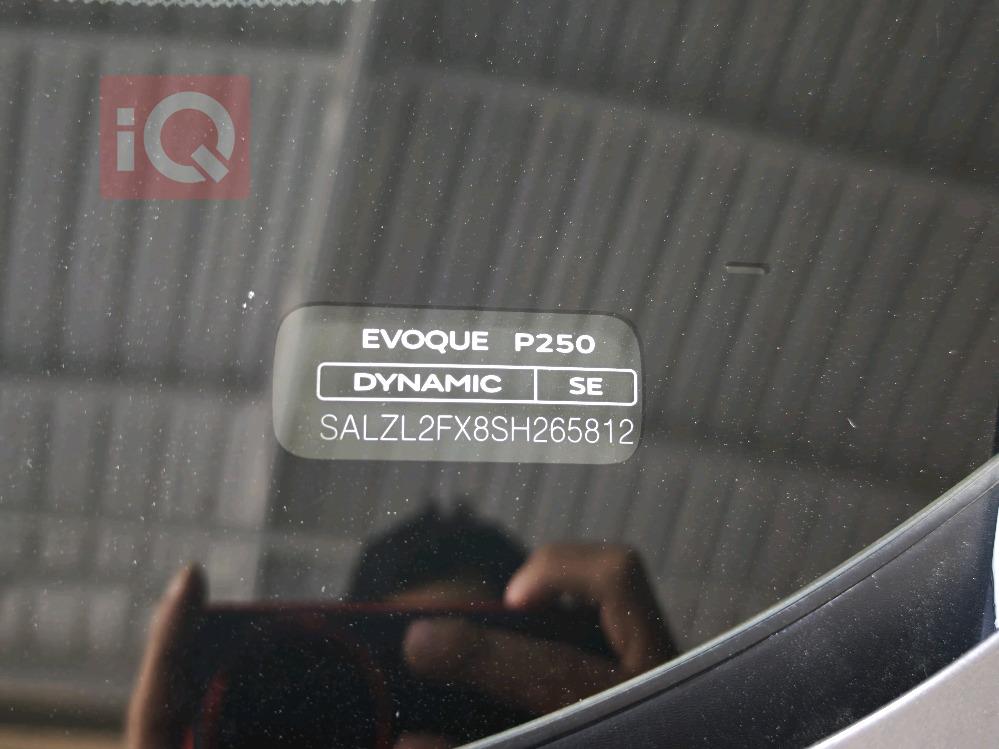 iQ
EVOQUE P250
DYNAMIC SE
SALZL2FX8SH265812